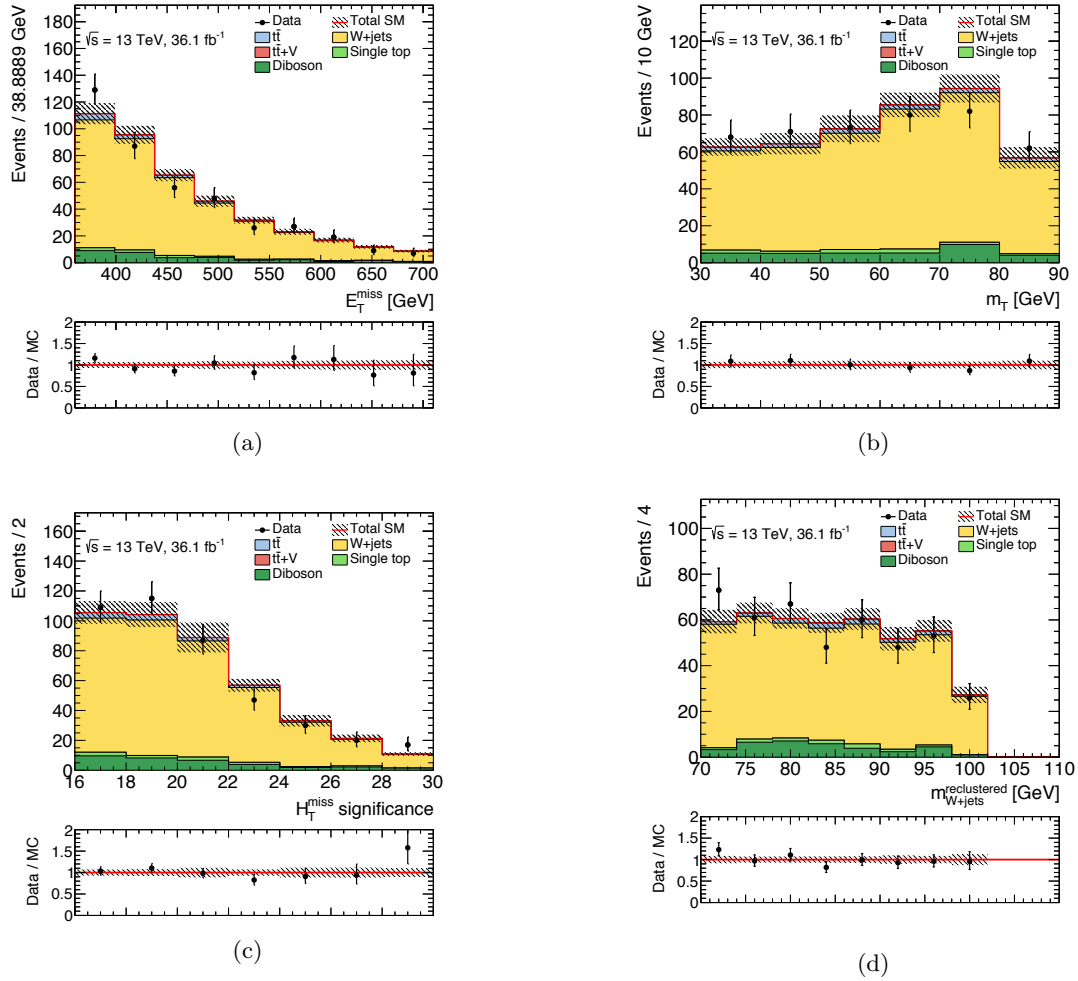 Events / 38.8889 GeV
180
160
140
120
100
80
60
40
20
0
√s = 13 TeV, 36.1 fb⁻¹
Data
Total SM
tt̄
W+jets
tt̄+V
Single top
Diboson
400 450 500 550 600 650 700
E_T^miss [GeV]
Data / MC
2
1.5
1
0.5
0
(a)
Events / 10 GeV
120
100
80
60
40
20
0
√s = 13 TeV, 36.1 fb⁻¹
Data
Total SM
tt̄
W+jets
tt̄+V
Single top
Diboson
30 40 50 60 70 80 90
m_T [GeV]
Data / MC
2
1.5
1
0.5
0
(b)
Events / 2
160
140
120
100
80
60
40
20
0
√s = 13 TeV, 36.1 fb⁻¹
Data
Total SM
tt̄
W+jets
tt̄+V
Single top
Diboson
16 18 20 22 24 26 28 30
H_T^miss significance
Data / MC
2
1.5
1
0.5
0
(c)
Events / 4
100
80
60
40
20
0
√s = 13 TeV, 36.1 fb⁻¹
Data
Total SM
tt̄
W+jets
tt̄+V
Single top
Diboson
70 75 80 85 90 95 100 105 110
m_W+jets^reclustered [GeV]
Data / MC
2
1.5
1
0.5
0
(d)